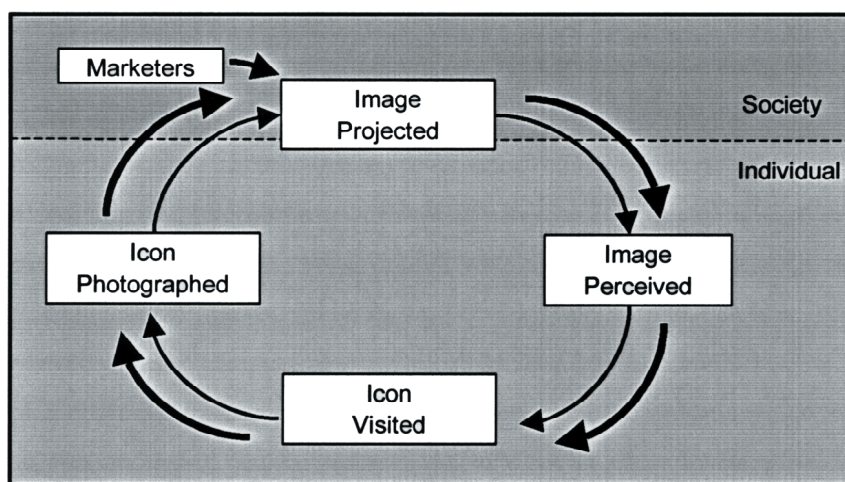 Marketers
Image
Projected
Society
Individual
Icon
Photographed
Image
Perceived
Icon
Visited